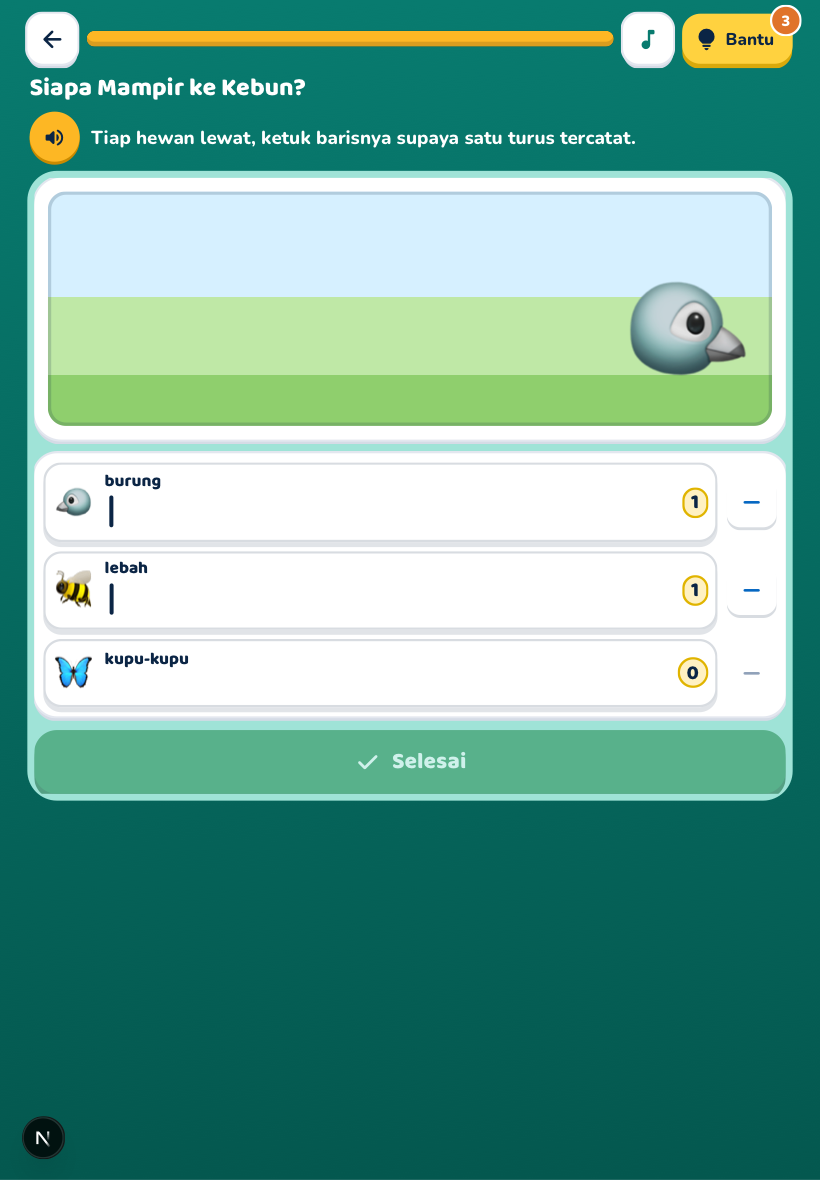 3
Bantu
Siapa Mampir ke Kebun?
Tiap hewan lewat, ketuk barisnya supaya satu turus tercatat.
burung
1
lebah
1
kupu-kupu
0
Selesai
N